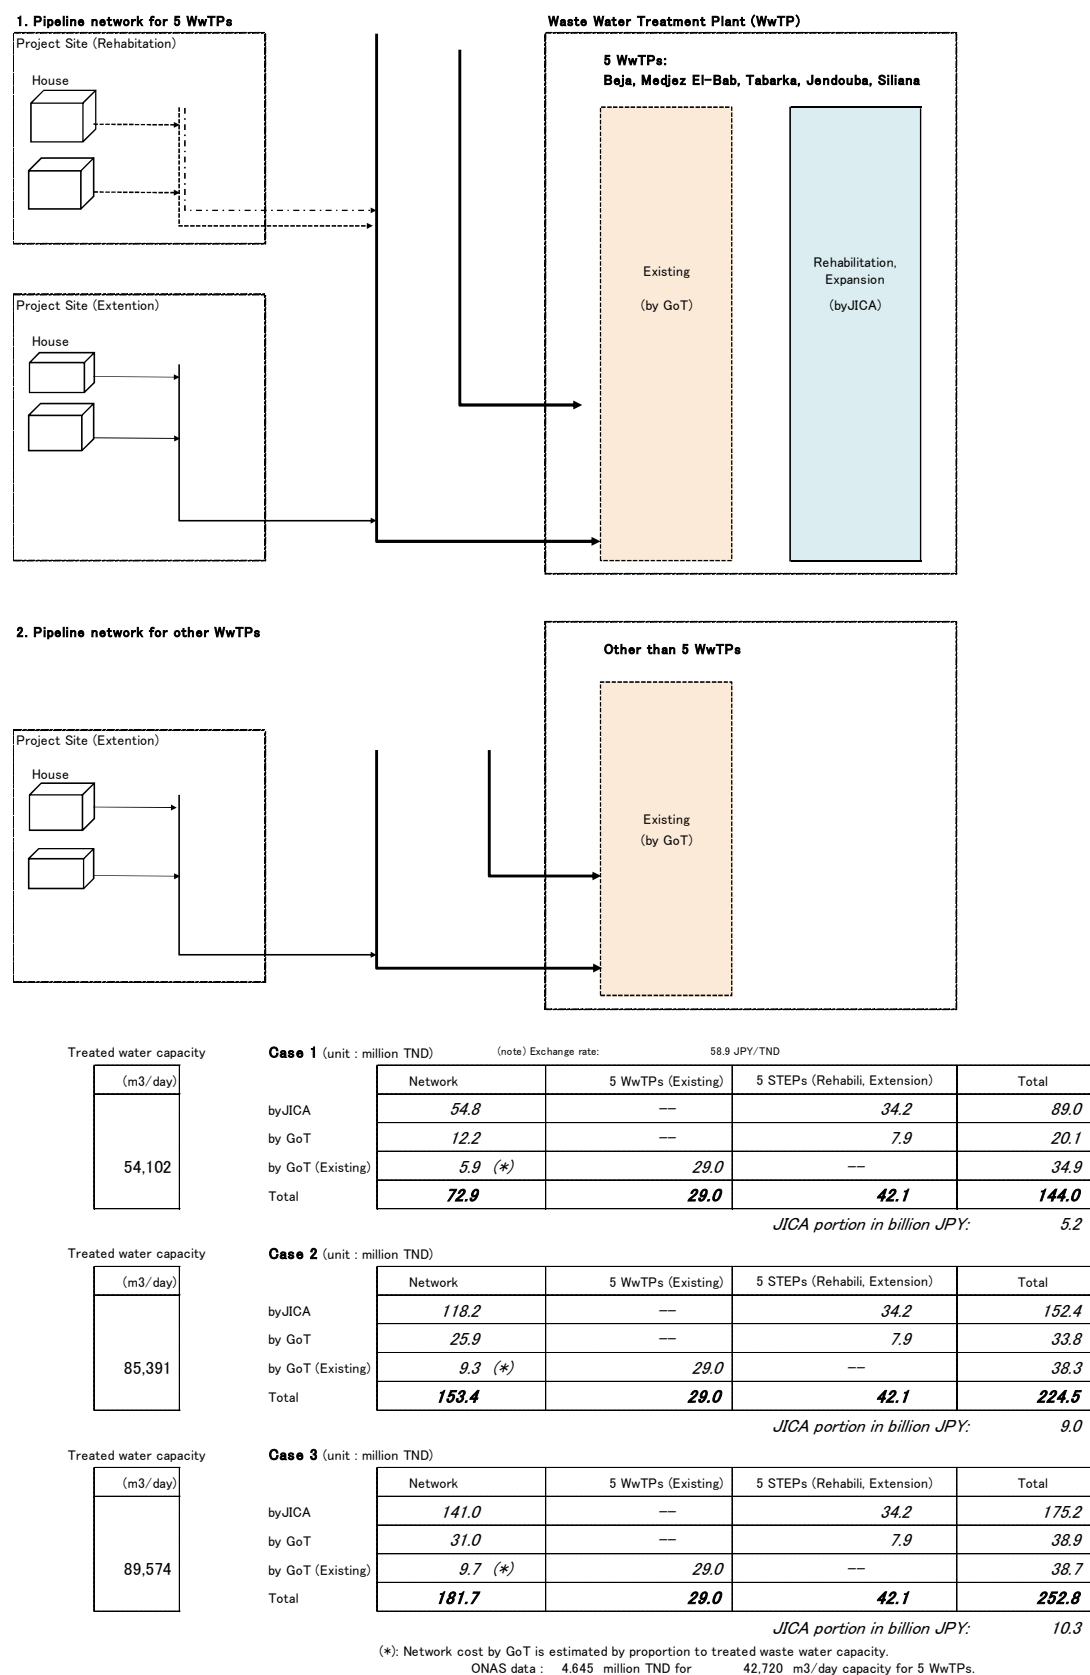 1. Pipeline network for 5 WwTPs
Waste Water Treatment Plant (WwTP)
Project Site (Rehabitation)
House
5 WwTPs:
Beja, Medjez El-Bab, Tabarka, Jendouba, Siliana
Existing
(by GoT)
Rehabilitation,
Expansion
(byJICA)
Project Site (Extention)
House
2. Pipeline network for other WwTPs
Other than 5 WwTPs
Project Site (Extention)
House
Existing
(by GoT)
Treated water capacity Case 1 (unit : million TND) (note) Exchange rate: 58.9 JPY/TND
(m3/day) Network 5 WwTPs (Existing) 5 STEPs (Rehabili, Extension) Total
byJICA 54.8 -- 34.2 89.0
by GoT 12.2 -- 7.9 20.1
54,102 by GoT (Existing) 5.9 (*) 29.0 -- 34.9
Total 72.9 29.0 42.1 144.0
JICA portion in billion JPY: 5.2
Treated water capacity Case 2 (unit : million TND)
(m3/day) Network 5 WwTPs (Existing) 5 STEPs (Rehabili, Extension) Total
byJICA 118.2 -- 34.2 152.4
by GoT 25.9 -- 7.9 33.8
85,391 by GoT (Existing) 9.3 (*) 29.0 -- 38.3
Total 153.4 29.0 42.1 224.5
JICA portion in billion JPY: 9.0
Treated water capacity Case 3 (unit : million TND)
(m3/day) Network 5 WwTPs (Existing) 5 STEPs (Rehabili, Extension) Total
byJICA 141.0 -- 34.2 175.2
by GoT 31.0 -- 7.9 38.9
89,574 by GoT (Existing) 9.7 (*) 29.0 -- 38.7
Total 181.7 29.0 42.1 252.8
JICA portion in billion JPY: 10.3
(*): Network cost by GoT is estimated by proportion to treated waste water capacity.
ONAS data : 4.645 million TND for 42,720 m3/day capacity for 5 WwTPs.